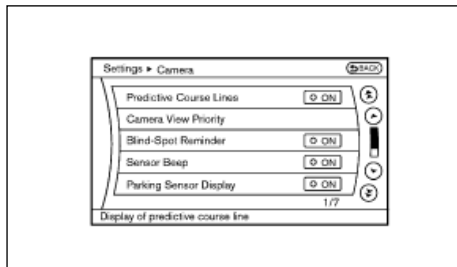 Settings ▸ Camera BACK
Predictive Course Lines ON
Camera View Priority
Blind-Spot Reminder ON
Sensor Beep ON
Parking Sensor Display ON
1/7
Display of predictive course line